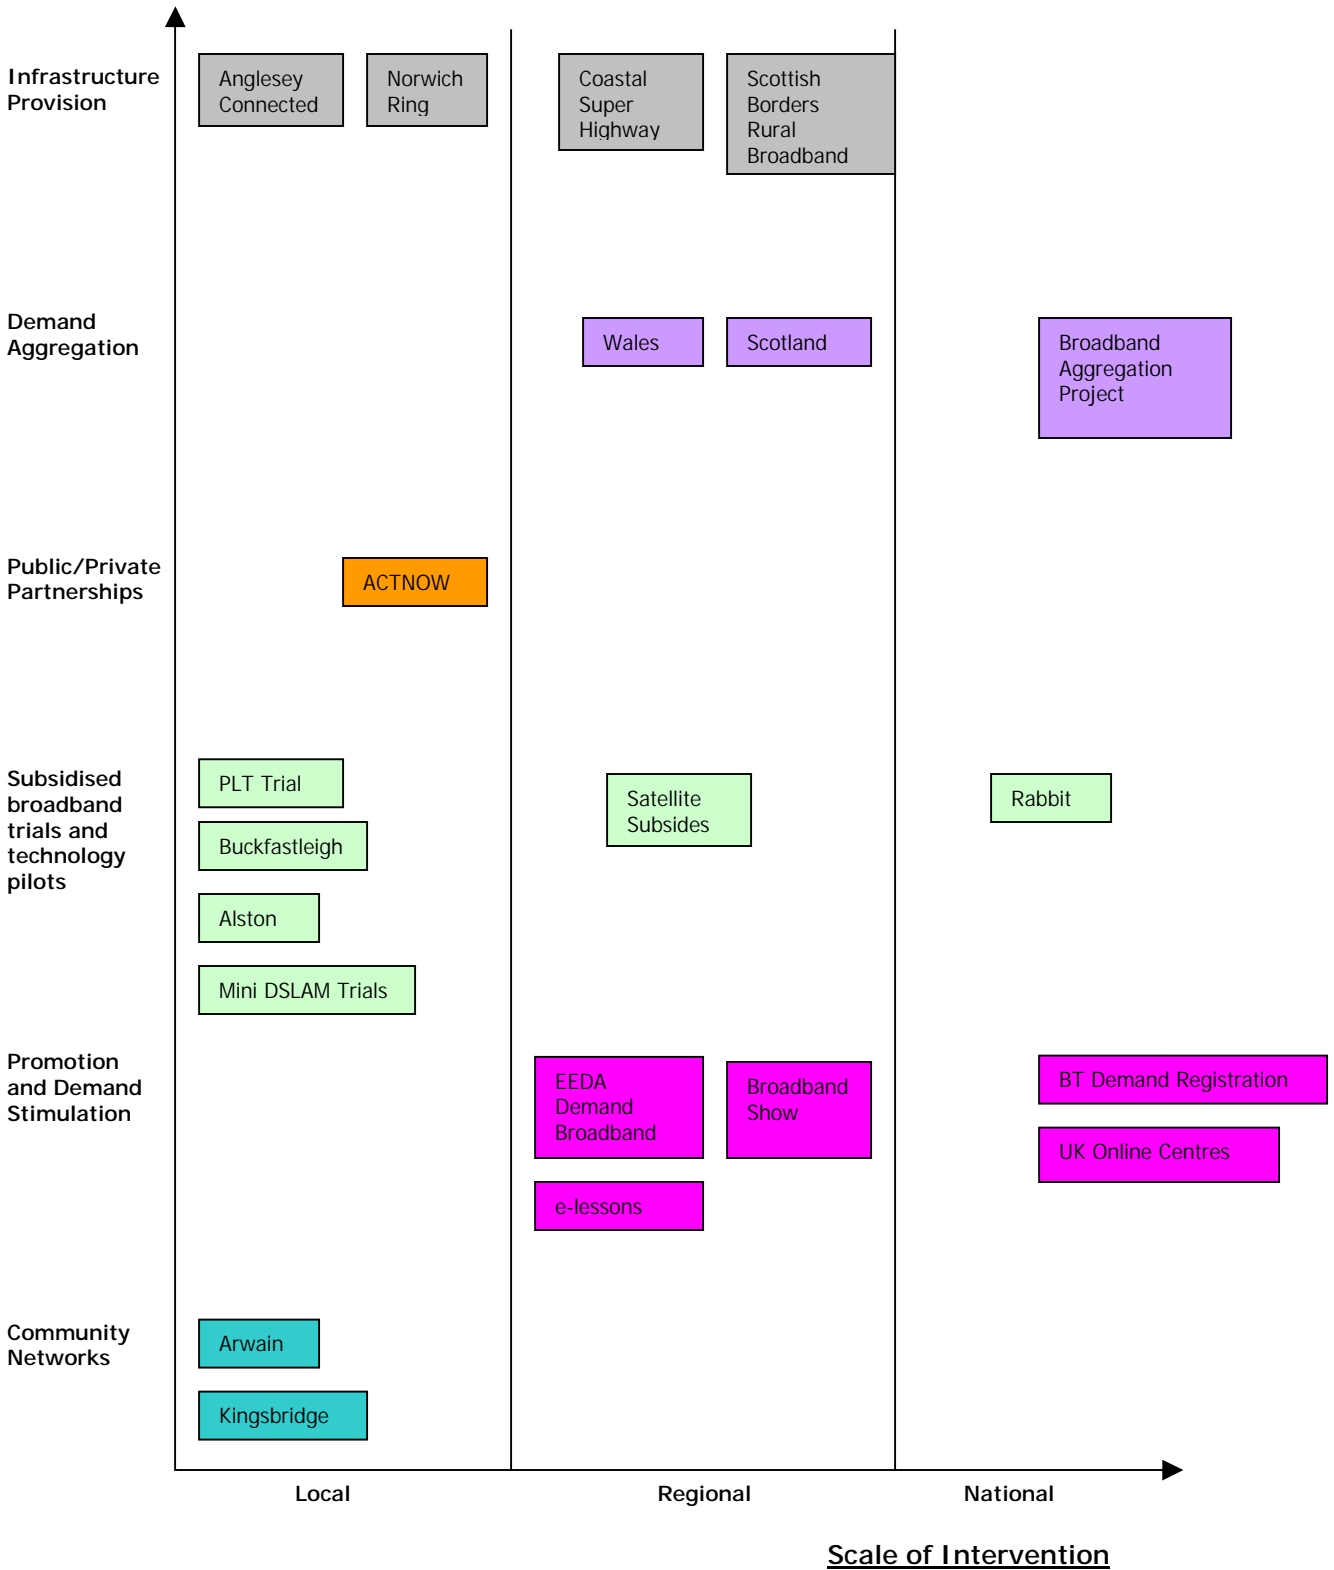 Infrastructure
Provision
Anglesey
Connected
Norwich
Ring
Coastal
Super
Highway
Scottish
Borders
Rural
Broadband
Demand
Aggregation
Wales
Scotland
Broadband
Aggregation
Project
Public/Private
Partnerships
ACTNOW
Subsidised
broadband
trials and
technology
pilots
PLT Trial
Buckfastleigh
Alston
Mini DSLAM Trials
Satellite
Subsides
Rabbit
Promotion
and Demand
Stimulation
EEDA
Demand
Broadband
Broadband
Show
e-lessons
BT Demand Registration
UK Online Centres
Community
Networks
Arwain
Kingsbridge
Local
Regional
National
Scale of Intervention